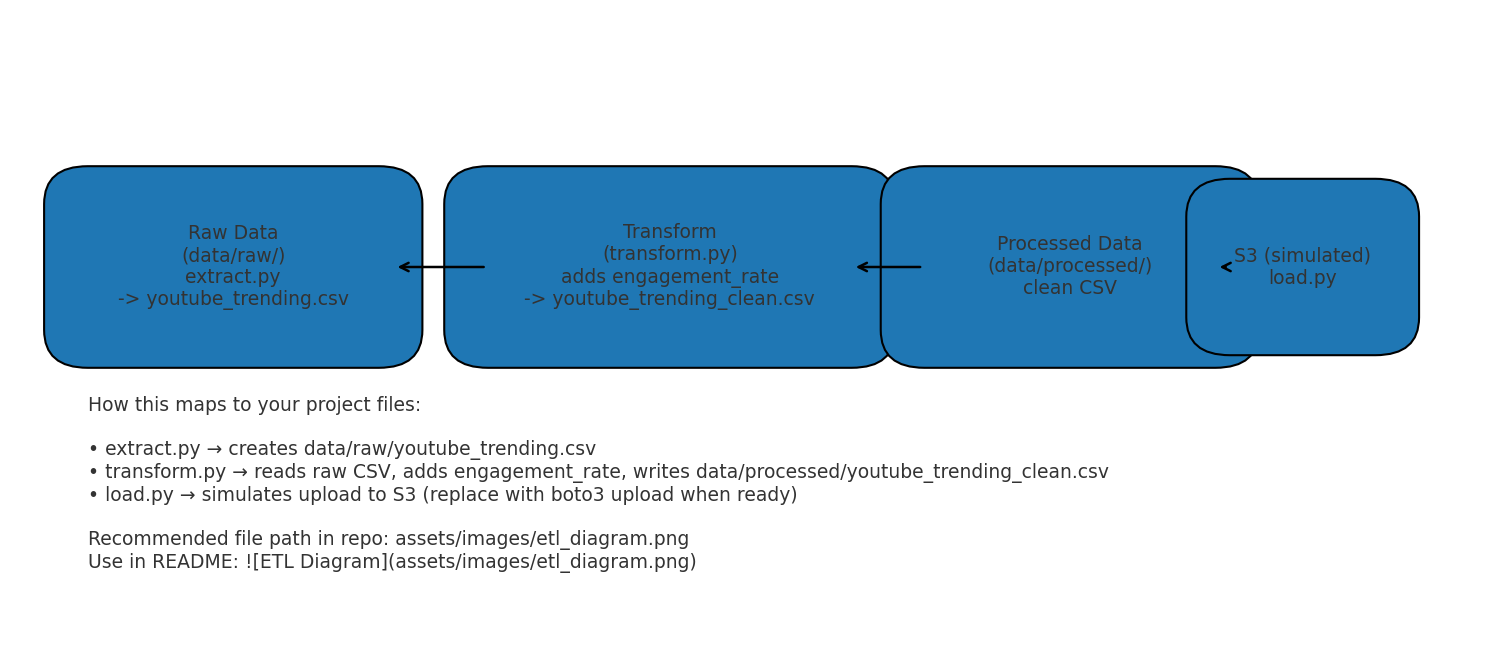 Raw Data
(data/raw/)
extract.py
-> youtube_trending.csv
Transform
(transform.py)
adds engagement_rate
-> youtube_trending_clean.csv
Processed Data
(data/processed/)
clean CSV
S3 (simulated)
load.py
How this maps to your project files:
• extract.py → creates data/raw/youtube_trending.csv
• transform.py → reads raw CSV, adds engagement_rate, writes data/processed/youtube_trending_clean.csv
• load.py → simulates upload to S3 (replace with boto3 upload when ready)
Recommended file path in repo: assets/images/etl_diagram.png
Use in README: ![ETL Diagram](assets/images/etl_diagram.png)